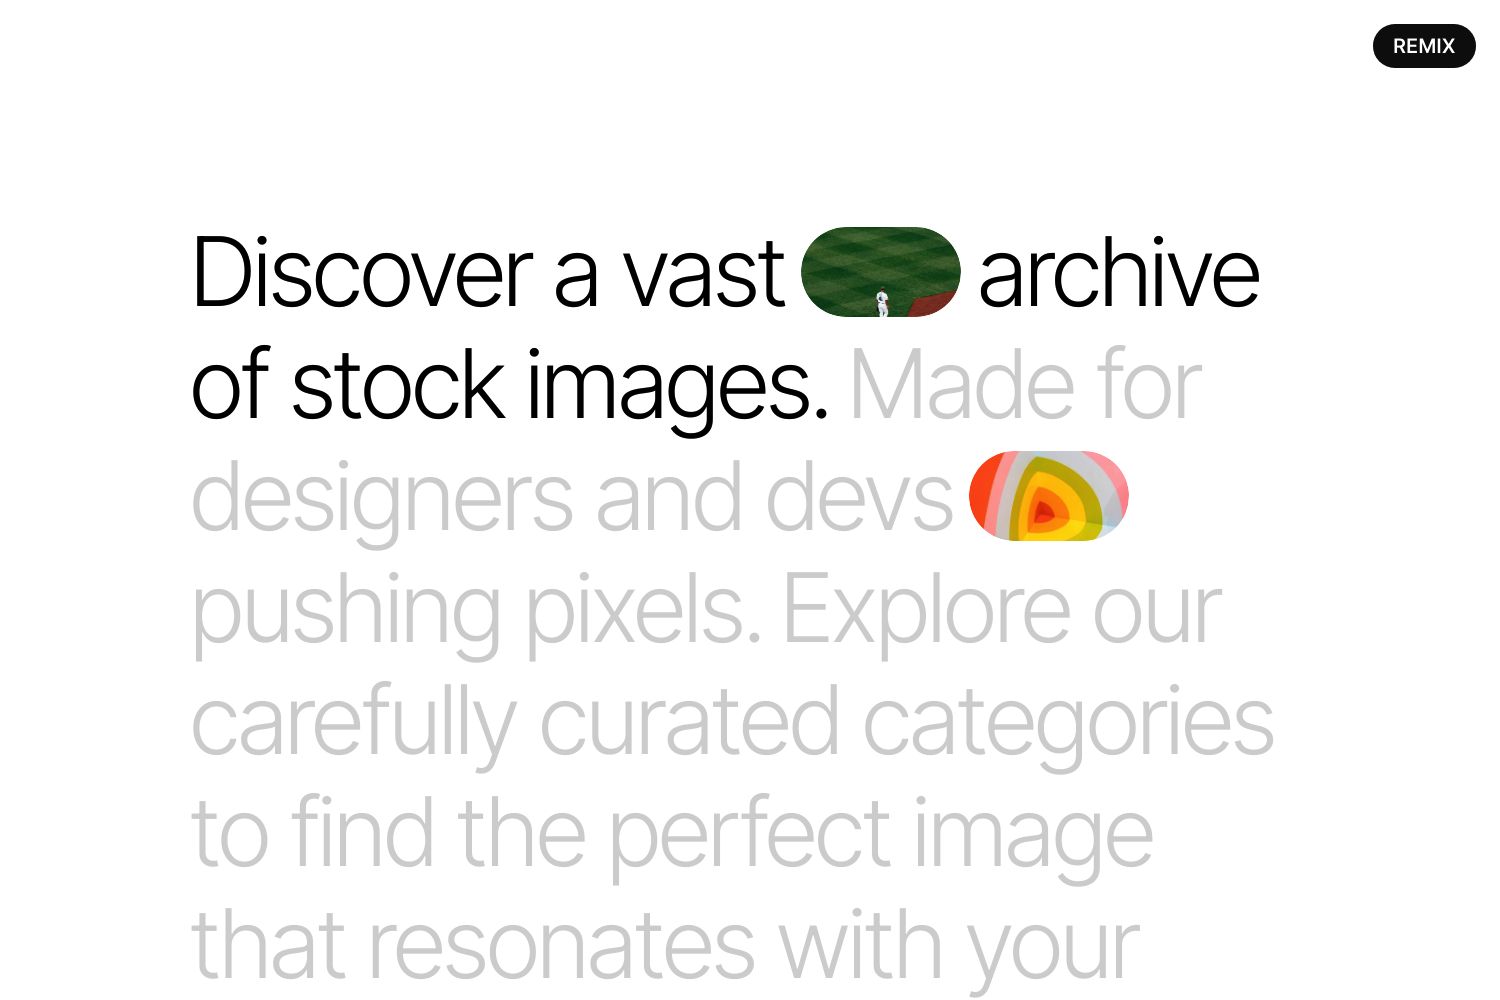 REMIX
Discover a vast archive
of stock images. Made for
designers and devs
pushing pixels. Explore our
carefully curated categories
to find the perfect image
that resonates with your